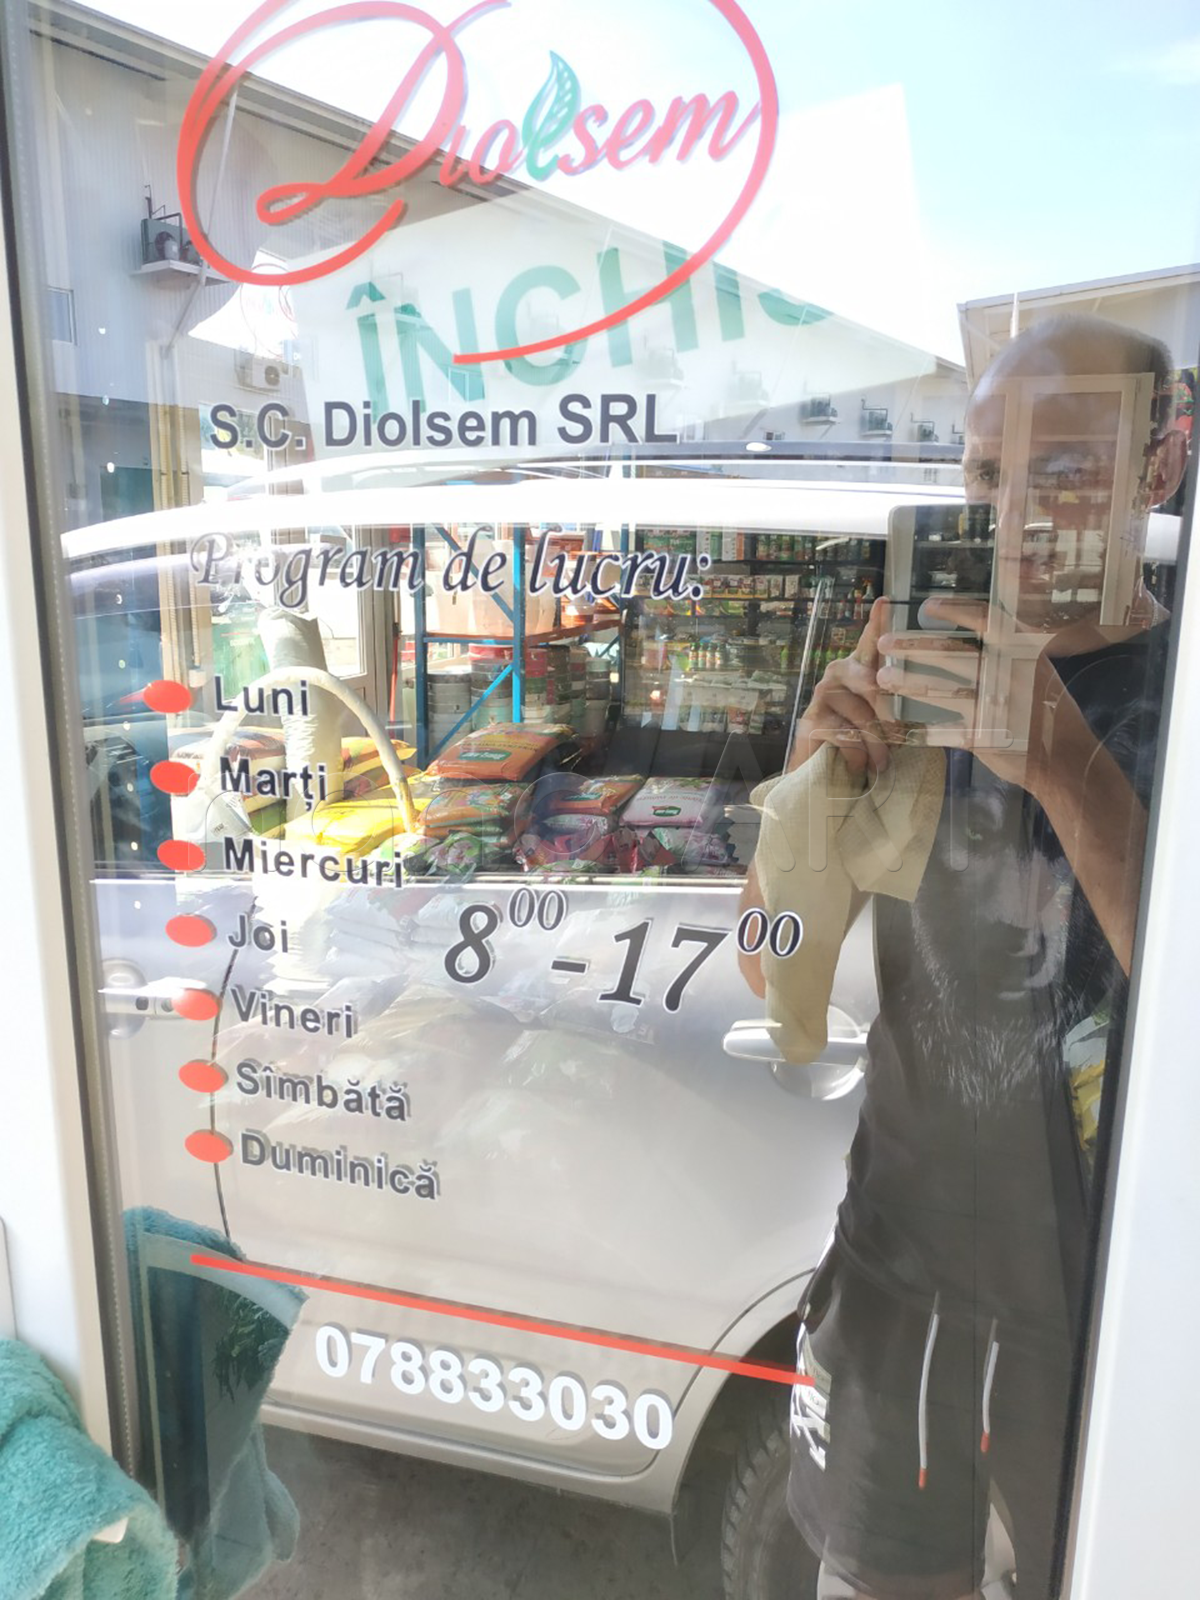 Diolsem
ÎNCHIS
S.C. Diolsem SRL
Program de lucru:
Luni
Marți
Miercuri
Joi
8⁰⁰-17⁰⁰
Vineri
Sîmbătă
Duminică
078833030